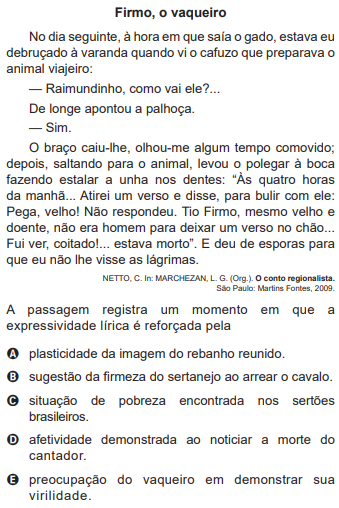 Firmo, o vaqueiro
No dia seguinte, à hora em que saía o gado, estava eu
debruçado à varanda quando vi o cafuzo que preparava o
animal viajeiro:
— Raimundinho, como vai ele?...
De longe apontou a palhoça.
— Sim.
O braço caiu-lhe, olhou-me algum tempo comovido;
depois, saltando para o animal, levou o polegar à boca
fazendo estalar a unha nos dentes: “Às quatro horas
da manhã... Atirei um verso e disse, para bulir com ele:
Pega, velho! Não respondeu. Tio Firmo, mesmo velho e
doente, não era homem para deixar um verso no chão...
Fui ver, coitado!... estava morto”. E deu de esporas para
que eu não lhe visse as lágrimas.
NETTO, C. In: MARCHEZAN, L. G. (Org.). O conto regionalista.
São Paulo: Martins Fontes, 2009.
A passagem registra um momento em que a
expressividade lírica é reforçada pela
A plasticidade da imagem do rebanho reunido.
B sugestão da firmeza do sertanejo ao arrear o cavalo.
C situação de pobreza encontrada nos sertões
brasileiros.
D afetividade demonstrada ao noticiar a morte do
cantador.
E preocupação do vaqueiro em demonstrar sua
virilidade.